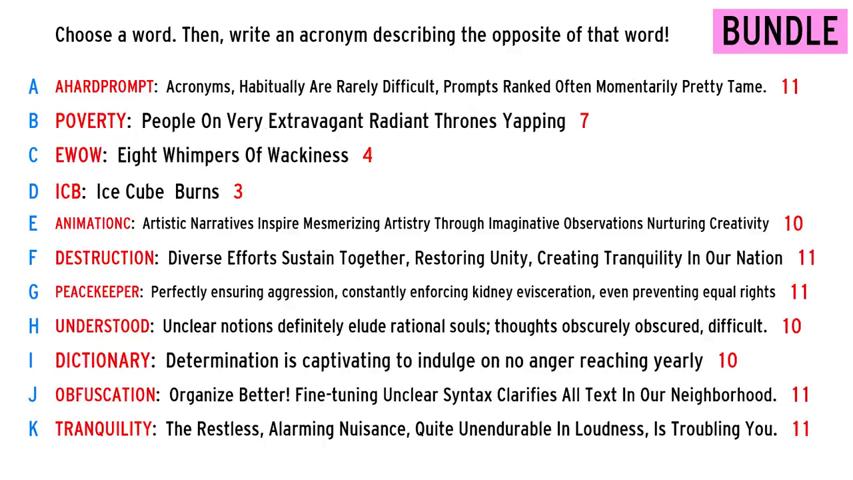 Choose a word. Then, write an acronym describing the opposite of that word!
BUNDLE
A AHARDPROMPT: Acronyms, Habitually Are Rarely Difficult, Prompts Ranked Often Momentarily Pretty Tame. 11
B POVERTY: People On Very Extravagant Radiant Thrones Yapping 7
C EWOW: Eight Whimpers Of Wackiness 4
D ICB: Ice Cube Burns 3
E ANIMATIONC: Artistic Narratives Inspire Mesmerizing Artistry Through Imaginative Observations Nurturing Creativity 10
F DESTRUCTION: Diverse Efforts Sustain Together, Restoring Unity, Creating Tranquility In Our Nation 11
G PEACEKEEPER: Perfectly ensuring aggression, constantly enforcing kidney evisceration, even preventing equal rights 11
H UNDERSTOOD: Unclear notions definitely elude rational souls; thoughts obscurely obscured, difficult. 10
I DICTIONARY: Determination is captivating to indulge on no anger reaching yearly 10
J OBFUSCATION: Organize Better! Fine-tuning Unclear Syntax Clarifies All Text In Our Neighborhood. 11
K TRANQUILITY: The Restless, Alarming Nuisance, Quite Unendurable In Loudness, Is Troubling You. 11